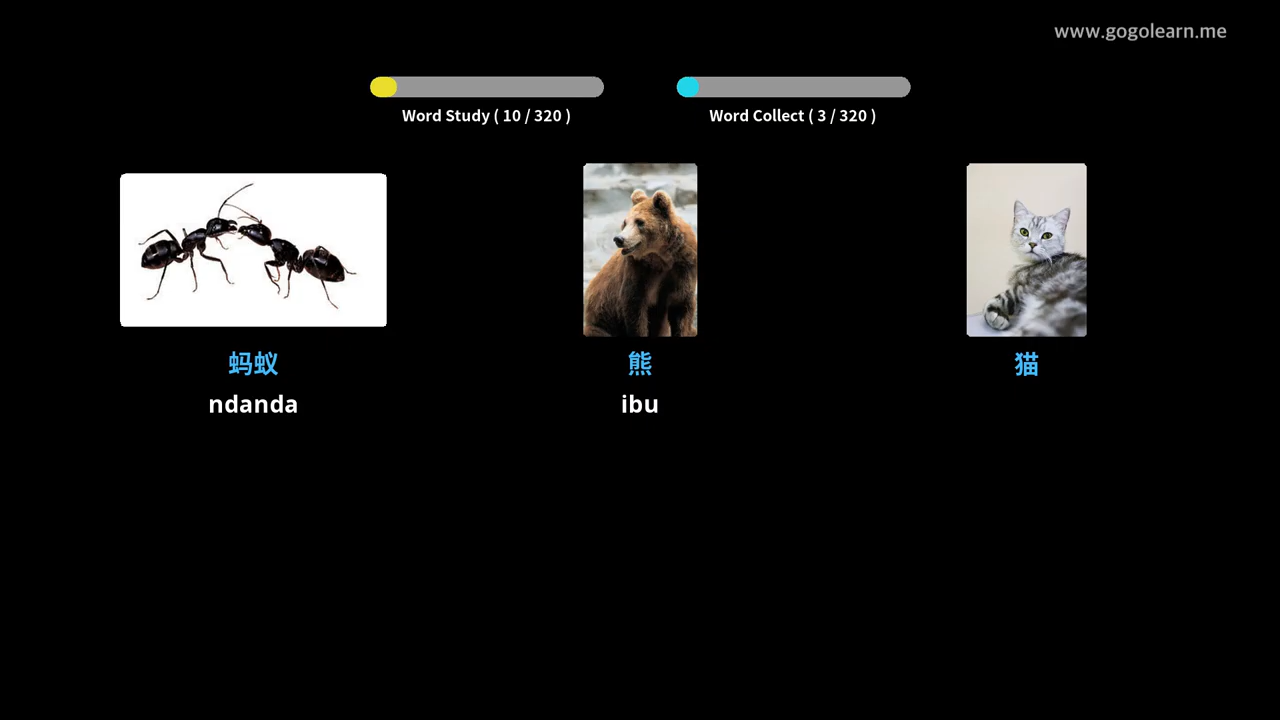 www.gogolearn.me
Word Study ( 10 / 320 )
Word Collect ( 3 / 320 )
蚂蚁
熊
猫
ndanda
ibu